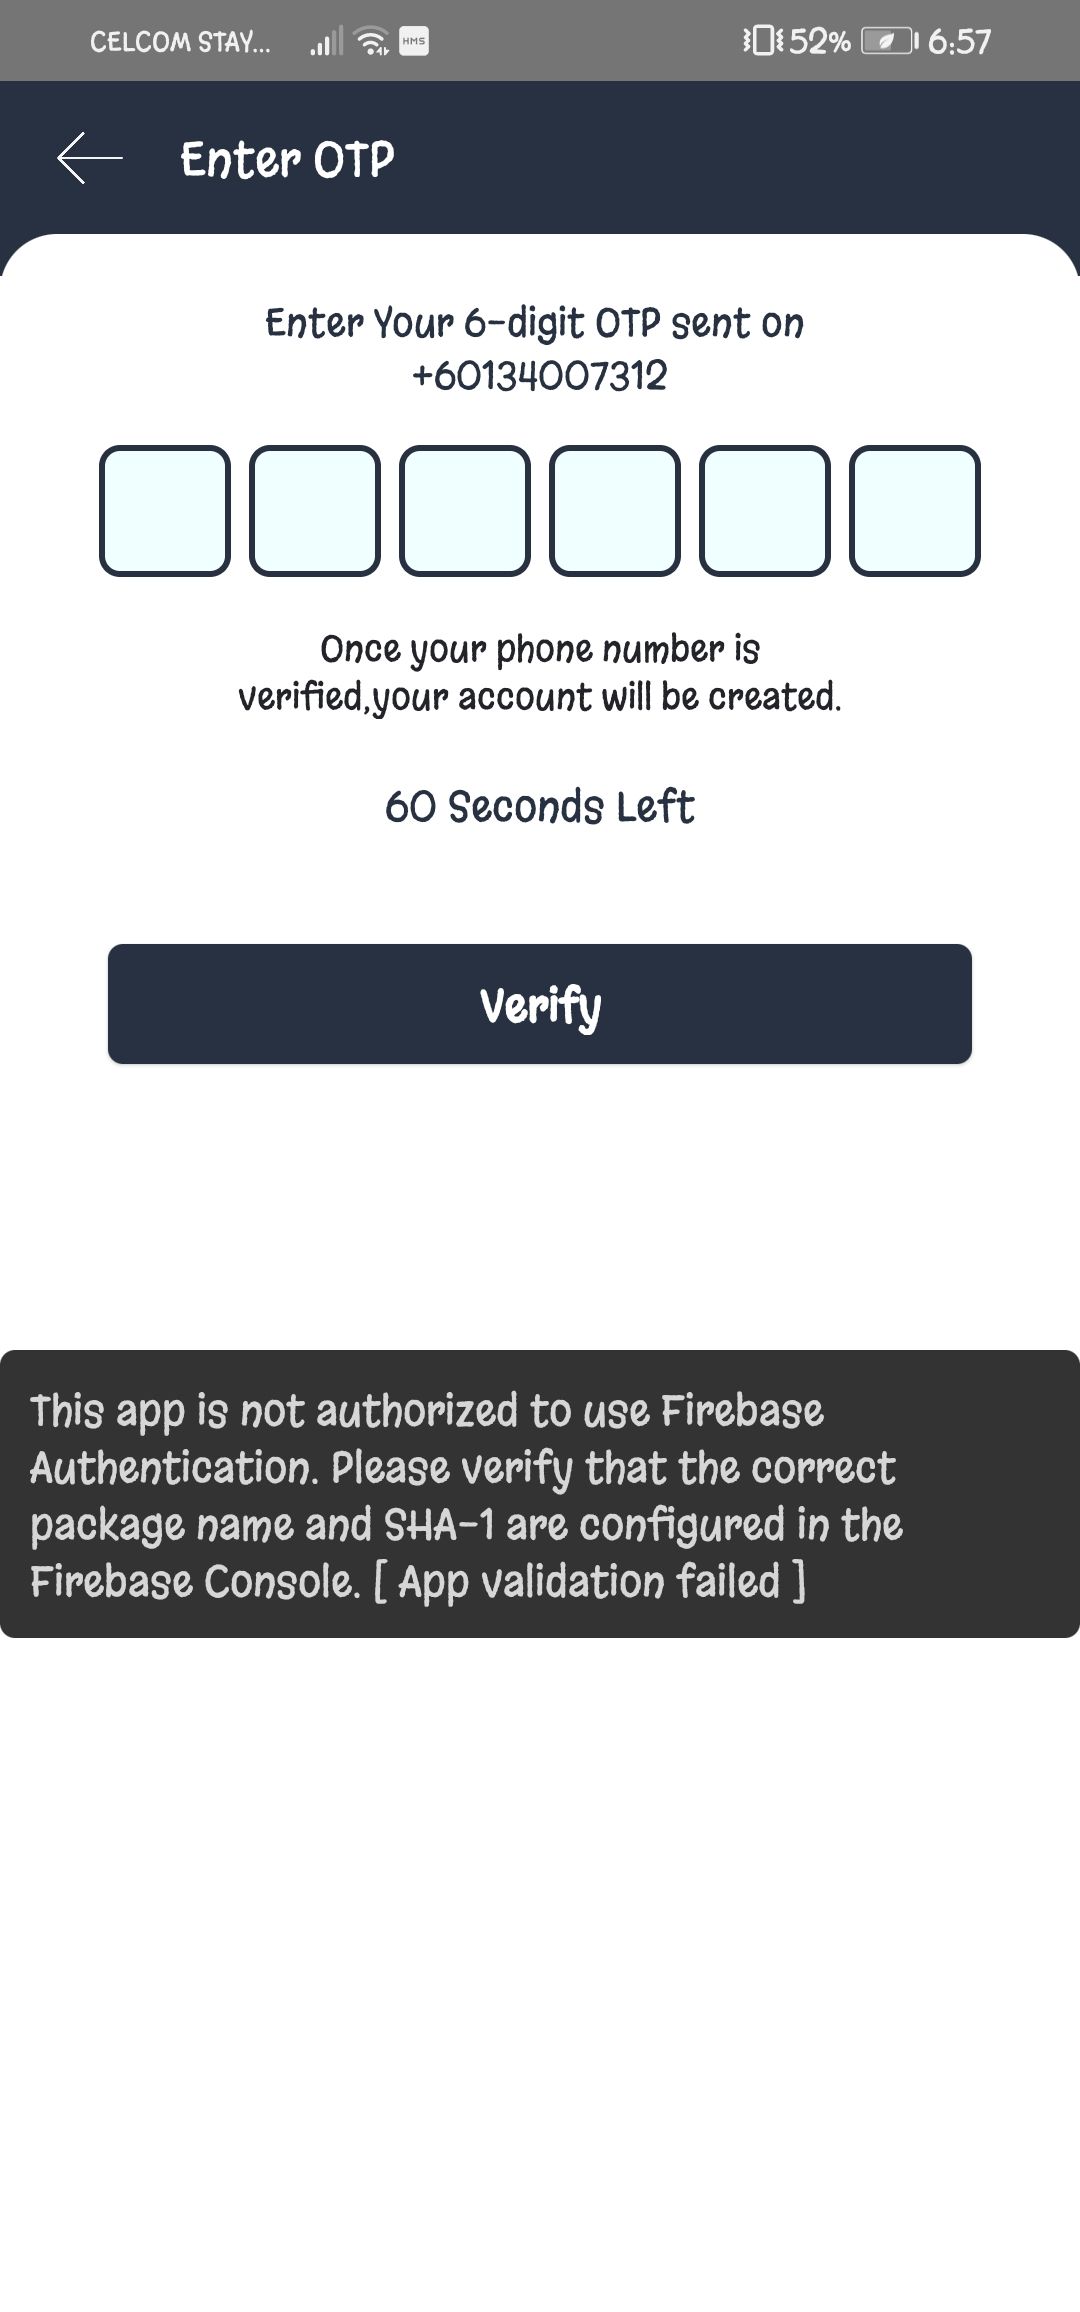 CELCOM STAY... HMS 52% 6:57
Enter OTP
Enter Your 6-digit OTP sent on
+60134007312
Once your phone number is
verified,your account will be created.
60 Seconds Left
Verify
This app is not authorized to use Firebase
Authentication. Please verify that the correct
package name and SHA-1 are configured in the
Firebase Console. [ App validation failed ]